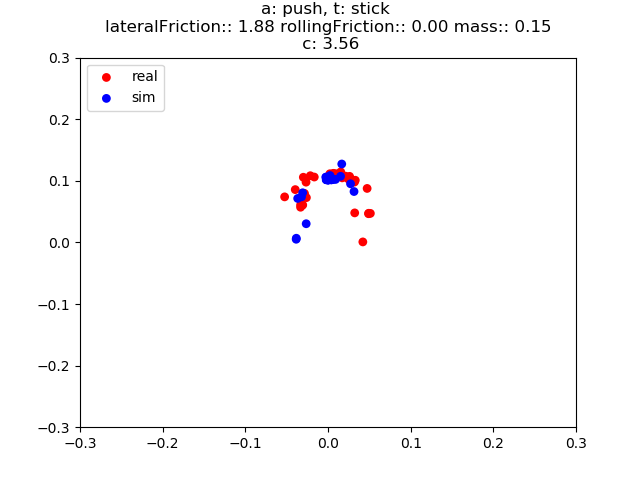 a: push, t: stick
lateralFriction:: 1.88 rollingFriction:: 0.00 mass:: 0.15
c: 3.56
real
sim
0.3
0.2
0.1
0.0
−0.1
−0.2
−0.3
−0.3 −0.2 −0.1 0.0 0.1 0.2 0.3